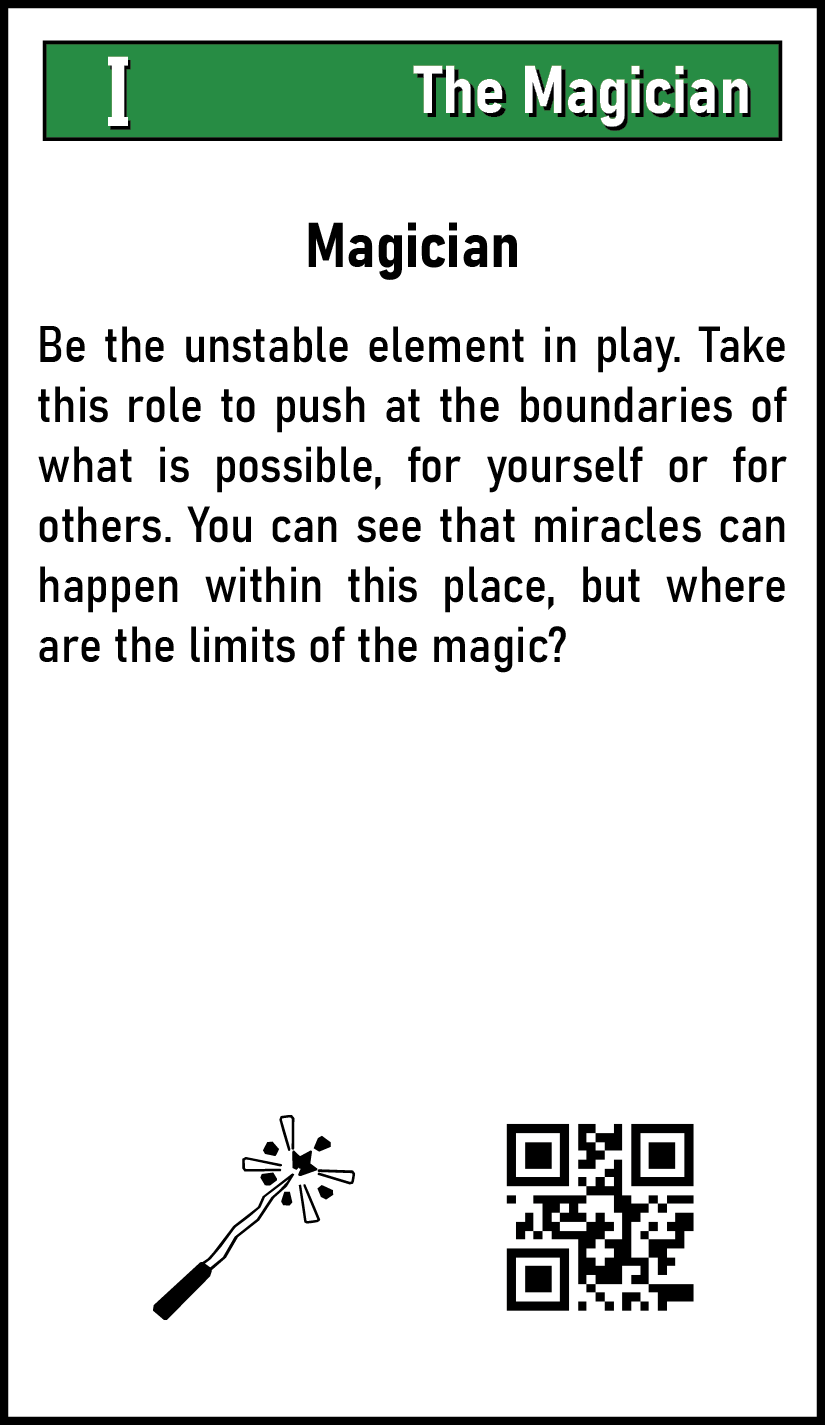 I The Magician
Magician
Be the unstable element in play. Take
this role to push at the boundaries of
what is possible, for yourself or for
others. You can see that miracles can
happen within this place, but where
are the limits of the magic?